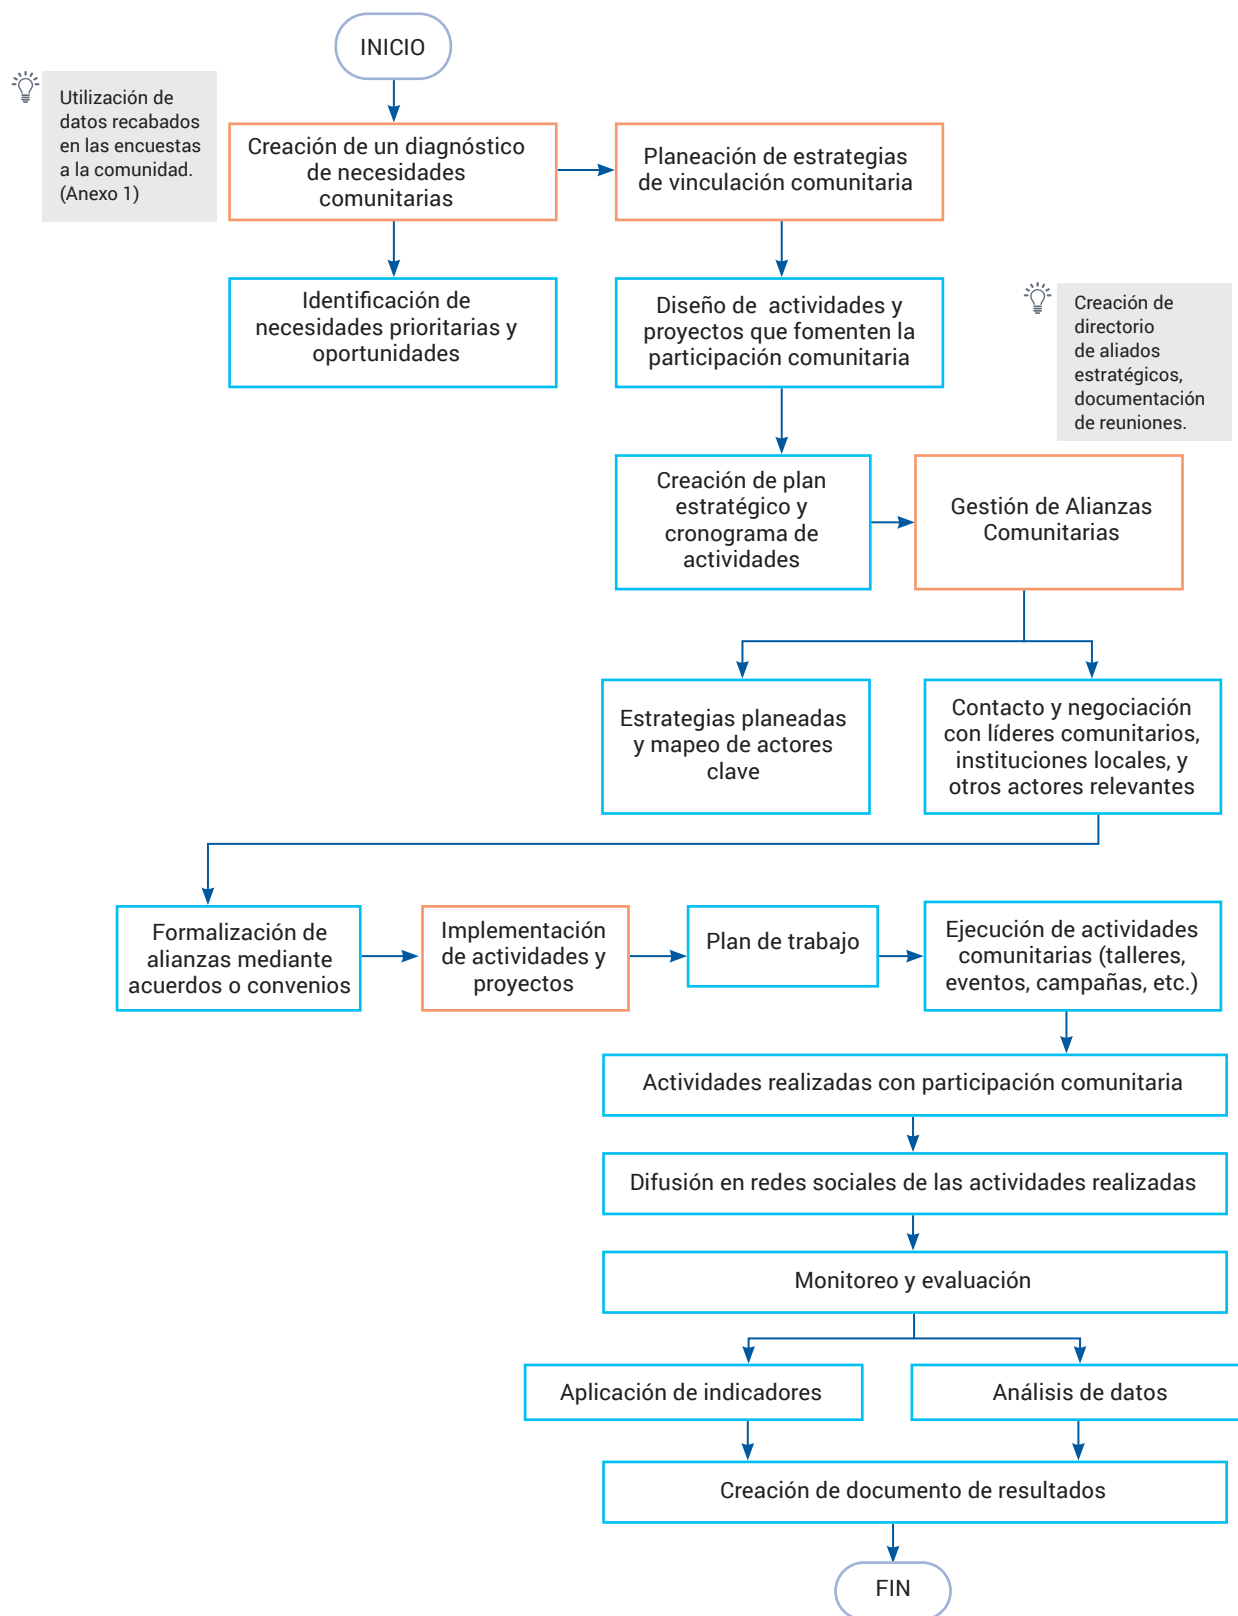 INICIO
Utilización de
datos recabados
en las encuestas
a la comunidad.
(Anexo 1)
Creación de un diagnóstico
de necesidades
comunitarias
Planeación de estrategias
de vinculación comunitaria
Identificación de
necesidades prioritarias y
oportunidades
Diseño de actividades y
proyectos que fomenten la
participación comunitaria
Creación de
directorio
de aliados
estratégicos,
documentación
de reuniones.
Creación de plan
estratégico y
cronograma de
actividades
Gestión de Alianzas
Comunitarias
Estrategias planeadas
y mapeo de actores
clave
Contacto y negociación
con líderes comunitarios,
instituciones locales, y
otros actores relevantes
Formalización de
alianzas mediante
acuerdos o convenios
Implementación
de actividades y
proyectos
Plan de trabajo
Ejecución de actividades
comunitarias (talleres,
eventos, campañas, etc.)
Actividades realizadas con participación comunitaria
Difusión en redes sociales de las actividades realizadas
Monitoreo y evaluación
Aplicación de indicadores
Análisis de datos
Creación de documento de resultados
FIN